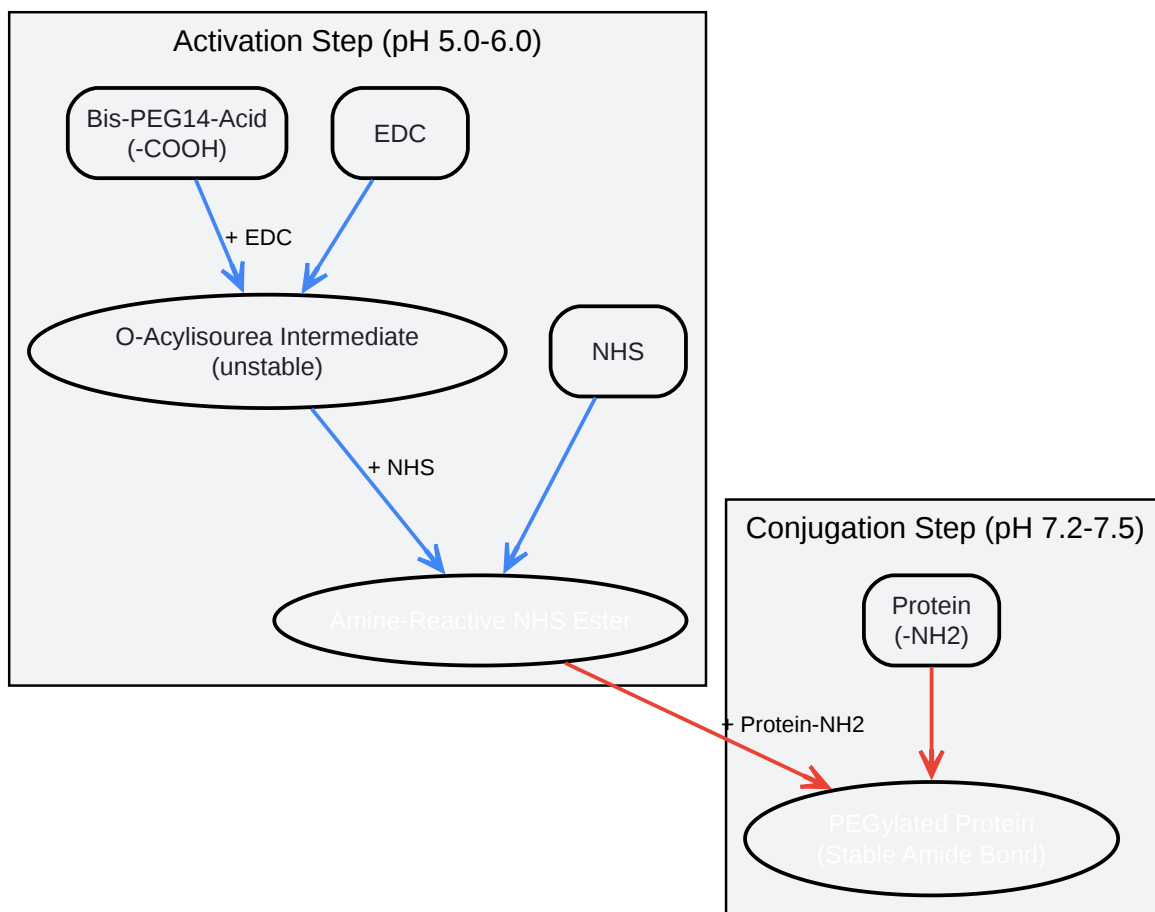 Activation Step (pH 5.0-6.0)
Bis-PEG14-Acid
(-COOH)
EDC
+ EDC
O-Acylisourea Intermediate
(unstable)
NHS
+ NHS
Amine-Reactive NHS Ester
Conjugation Step (pH 7.2-7.5)
Protein
(-NH2)
+ Protein-NH2
PEGylated Protein
(Stable Amide Bond)